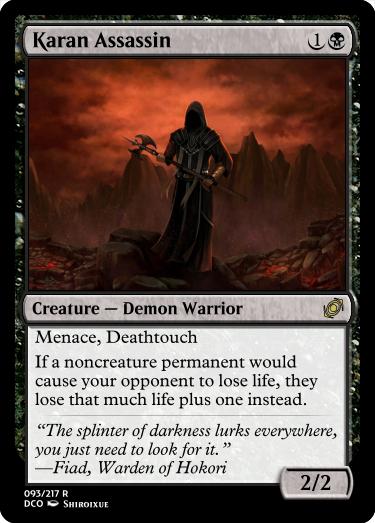 Karan Assassin 1
Creature — Demon Warrior
Menace, Deathtouch
If a noncreature permanent would
cause your opponent to lose life, they
lose that much life plus one instead.
“The splinter of darkness lurks everywhere,
you just need to look for it.”
—Fiad, Warden of Hokori
2/2
093/217 R
DCO Shiroixue